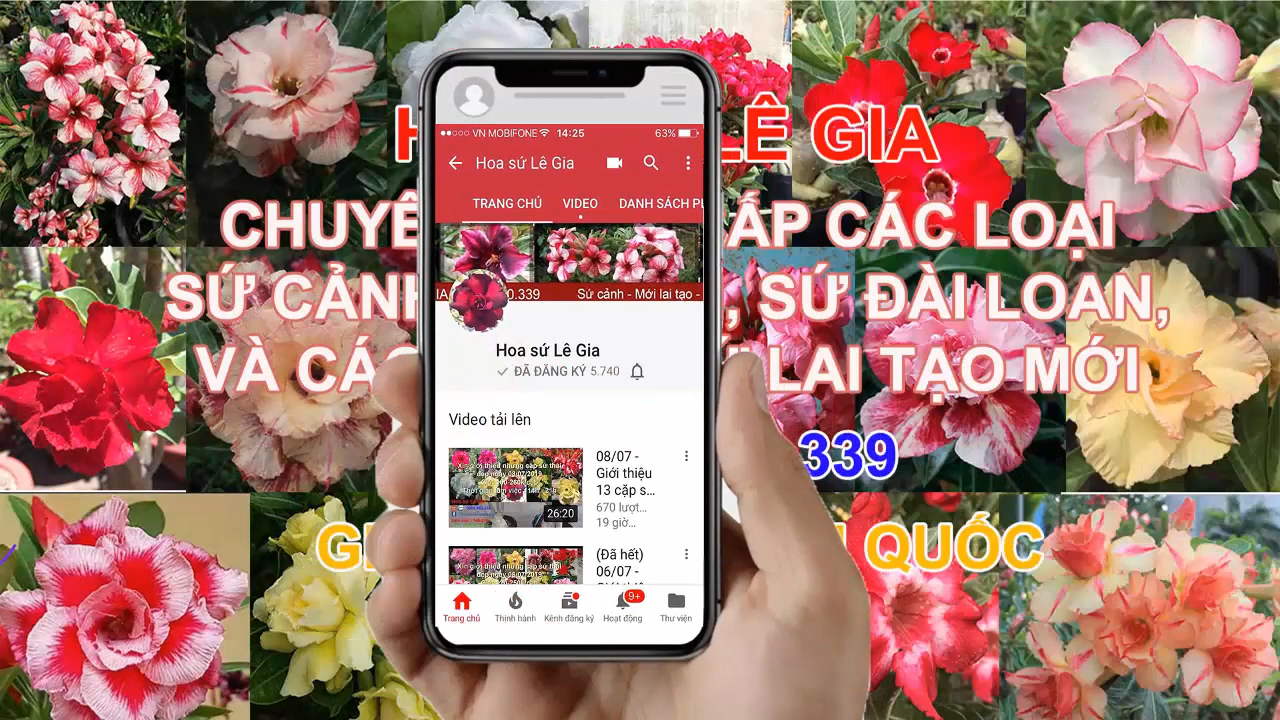 LÊ GIA
CHUYÊ ẤP CÁC LOẠI
SỨ CẢNH , SỨ ĐÀI LOAN,
VÀ CÁC LAI TẠO MỚI
339
QUỐC
VN MOBIFONE 14:25 63%
Hoa sứ Lê Gia
TRANG CHỦ VIDEO DANH SÁCH P
0.339 Sứ cảnh - Mới lai tạo -
Hoa sứ Lê Gia
ĐÃ ĐĂNG KÝ 5.740
Video tải lên
08/07 -
Giới thiệu
13 cặp s...
670 lượt...
19 giờ...
26:20
(Đã hết)
06/07 -
Trang chủ Thịnh hành Kênh đăng ký Hoạt động Thư viện
9+